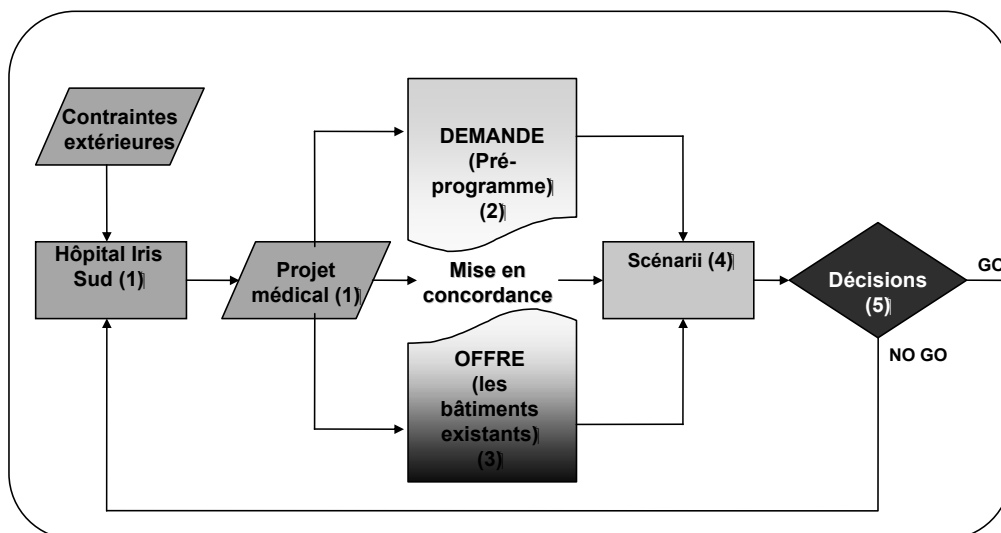 Contraintes
extérieures
Hôpital Iris
Sud (1)
Projet
médical (1)
DEMANDE
(Pré-
programme)
(2)
Mise en
concordance
OFFRE
(les
bâtiments
existants)
(3)
Scénarii (4)
Décisions
(5)
GO
NO GO